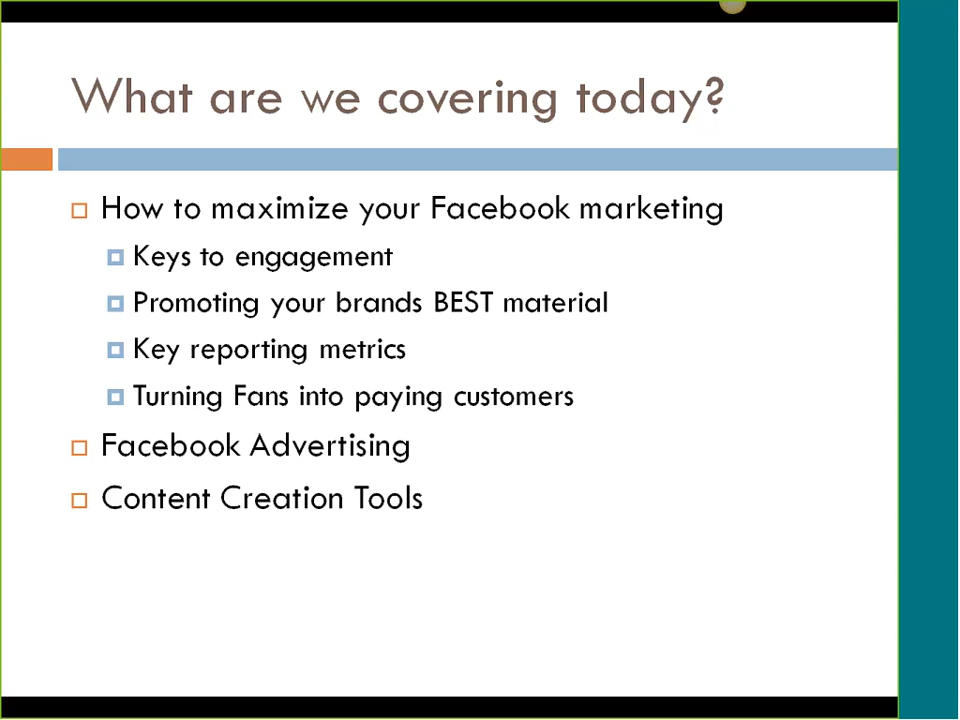 What are we covering today?
How to maximize your Facebook marketing
Keys to engagement
Promoting your brands BEST material
Key reporting metrics
Turning Fans into paying customers
Facebook Advertising
Content Creation Tools